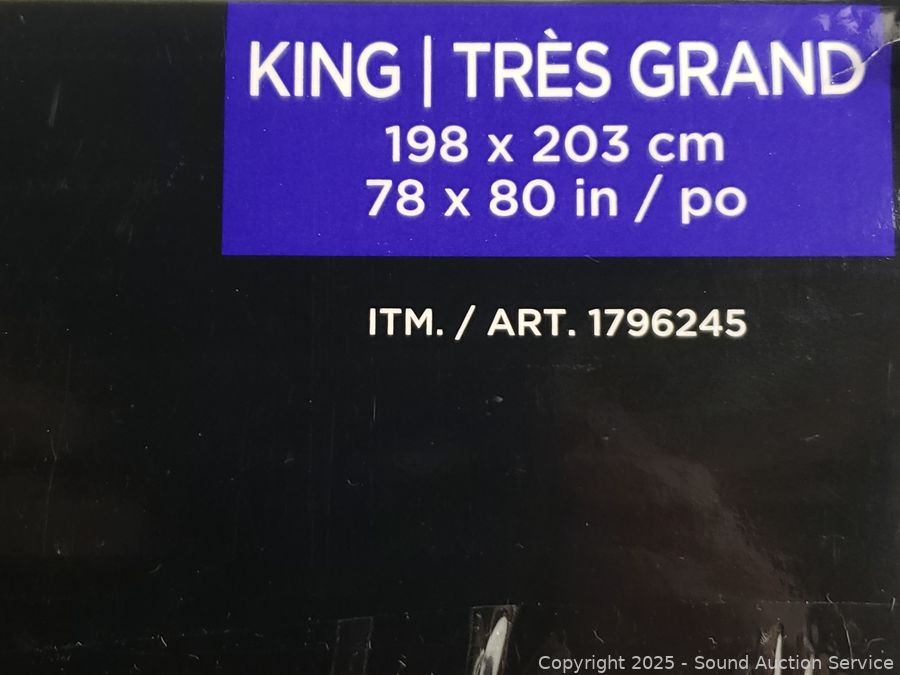 KING | TRÈS GRAND
198 x 203 cm
78 x 80 in / po
ITM. / ART. 1796245
Copyright 2025 - Sound Auction Service